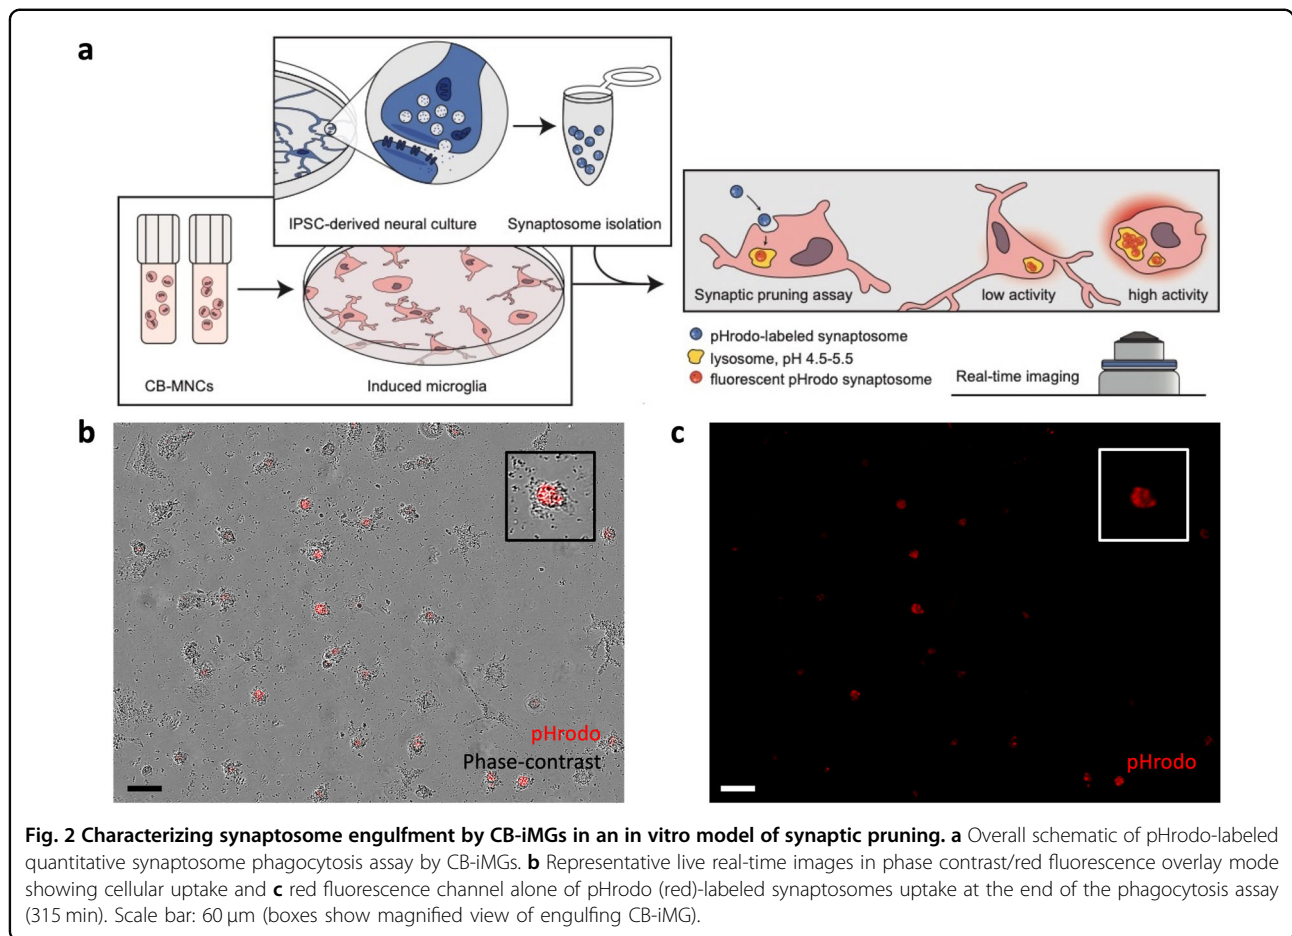 a
IPSC-derived neural culture
Synaptosome isolation
CB-MNCs
Induced microglia
Synaptic pruning assay
low activity
high activity
pHrodo-labeled synaptosome
lysosome, pH 4.5-5.5
fluorescent pHrodo synaptosome
Real-time imaging
b
pHrodo
Phase-contrast
c
pHrodo
Fig. 2 Characterizing synaptosome engulfment by CB-iMGs in an in vitro model of synaptic pruning. a Overall schematic of pHrodo-labeled
quantitative synaptosome phagocytosis assay by CB-iMGs. b Representative live real-time images in phase contrast/red fluorescence overlay mode
showing cellular uptake and c red fluorescence channel alone of pHrodo (red)-labeled synaptosomes uptake at the end of the phagocytosis assay
(315 min). Scale bar: 60 μm (boxes show magnified view of engulfing CB-iMG).